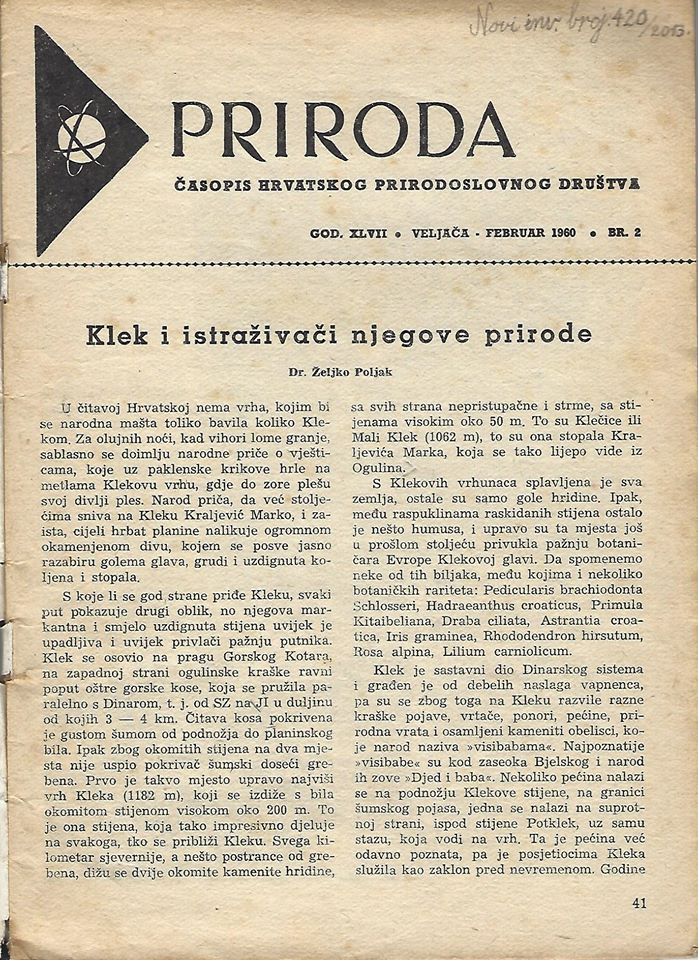 Novi inv. broj. 420/2013.
PRIRODA
ČASOPIS HRVATSKOG PRIRODOSLOVNOG DRUŠTVA
GOD. XLVII • VELJAČA - FEBRUAR 1960 • BR. 2
Klek i istraživači njegove prirode
Dr. Željko Poljak
U čitavoj Hrvatskoj nema vrha, kojim bi
se narodna mašta toliko bavila koliko Kle-
kom. Za olujnih noći, kad vihori lome granje,
sablasno se doimlju narodne priče o vješti-
cama, koje uz paklenske krikove hrle na
metlama Klekovu vrhu, gdje do zore plešu
svoj divlji ples. Narod priča, da već stolje-
ćima sniva na Kleku Kraljević Marko, i za-
ista, cijeli hrbat planine nalikuje ogromnom
okamenjenom divu, kojem se posve jasno
razabiru golema glava, grudi i uzdignuta ko-
ljena i stopala.
S koje li se god strane priđe Kleku, svaki
put pokazuje drugi oblik, no njegova mar-
kantna i smjelo uzdignuta stijena uvijek je
upadljiva i uvijek privlači pažnju putnika.
Klek se osovio na pragu Gorskog Kotara,
na zapadnoj strani ogulinske kraške ravni
poput oštre gorske kose, koja se pružila pa-
ralelno s Dinarom, t. j. od SZ na JI u duljinu
od kojih 3 — 4 km. Čitava kosa pokrivena
je gustom šumom od podnožja do planinskog
bila. Ipak zbog okomitih stijena na dva mje-
sta nije uspio pokrivač šumski doseći gre-
bena. Prvo je takvo mjesto upravo najviši
vrh Kleka (1182 m), koji se izdiže s bila
okomitom stijenom visokom oko 200 m. To
je ona stijena, koja tako impresivno djeluje
na svakoga, tko se približi Kleku. Svega ki-
lometar sjevernije, a nešto postrance od gre-
bena, dižu se dvije okomite kamenite hridine,
sa svih strana nepristupačne i strme, sa sti-
jenama visokim oko 50 m. To su Klečice ili
Mali Klek (1062 m), to su ona stopala Kra-
ljevića Marka, koja se tako lijepo vide iz
Ogulina.
S Klekovih vrhunaca splavljena je sva
zemlja, ostale su samo gole hridine. Ipak,
među raspuklinama raskidanih stijena ostalo
je nešto humusa, i upravo su ta mjesta još
u prošlom stoljeću privukla pažnju botani-
čara Evrope Klekovoj glavi. Da spomenemo
neke od tih biljaka, među kojima i nekoliko
botaničkih rariteta: Pedicularis brachiodonta
Schlosseri, Hadraeanthus croaticus, Primula
Kitaibeliana, Draba ciliata, Astrantia croa-
tica, Iris graminea, Rhododendron hirsutum,
Rosa alpina, Lilium carniolicum.
Klek je sastavni dio Dinarskog sistema
i građen je od debelih naslaga vapnenca,
pa su se zbog toga na Kleku razvile razne
kraške pojave, vrtače, ponori, pećine, pri-
rodna vrata i osamljeni kameniti obelisci, ko-
je narod naziva »visibabama«. Najpoznatije
»visibabe« su kod zaseoka Bjelskog i narod
ih zove »Djed i baba«. Nekoliko pećina nalazi
se na podnožju Klekove stijene, na granici
šumskog pojasa, jedna se nalazi na suprot-
noj strani, ispod stijene Potklek, uz samu
stazu, koja vodi na vrh. Ta je pećina već
odavno poznata, pa je posjetiocima Kleka
služila kao zaklon pred nevremenom. Godine
41